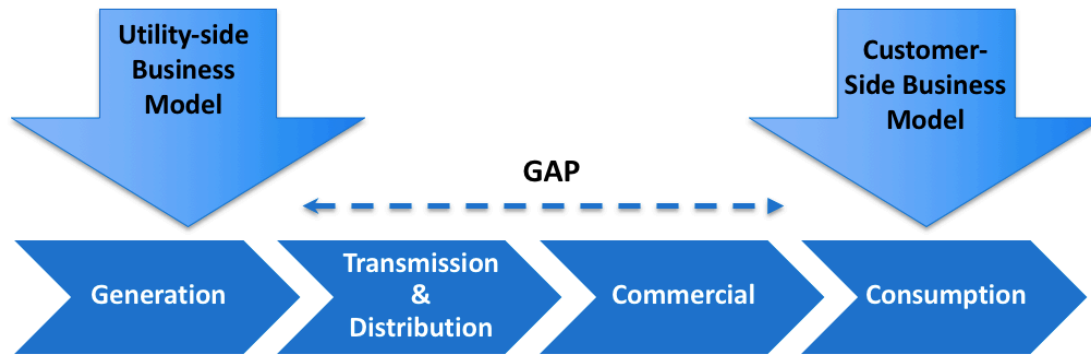 Utility-side
Business
Model
Customer-
Side Business
Model
GAP
Generation
Transmission
&
Distribution
Commercial
Consumption